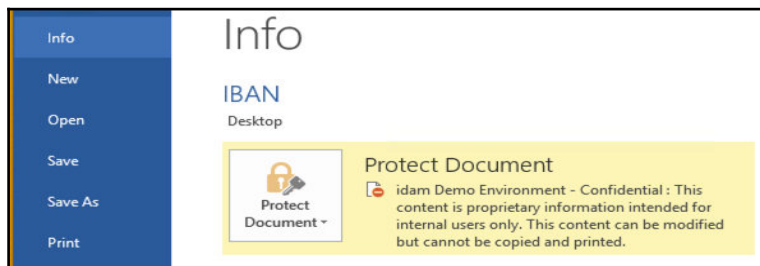 Info
New
Open
Save
Save As
Print
Info
IBAN
Desktop
Protect
Document
Protect Document
idam Demo Environment - Confidential : This
content is proprietary information intended for
internal users only. This content can be modified
but cannot be copied and printed.